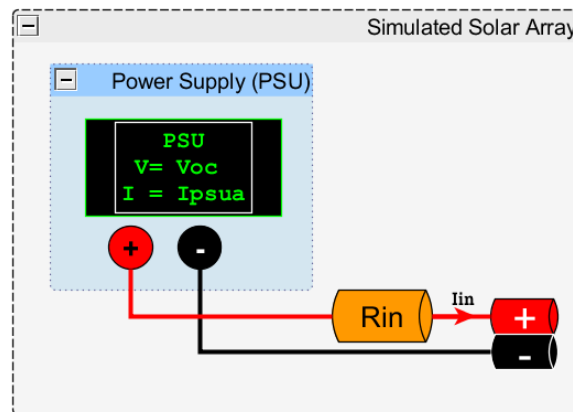 Simulated Solar Array
Power Supply (PSU)
PSU
V= Voc
I = Ipsua
+
-
Rin
Iin
+
-